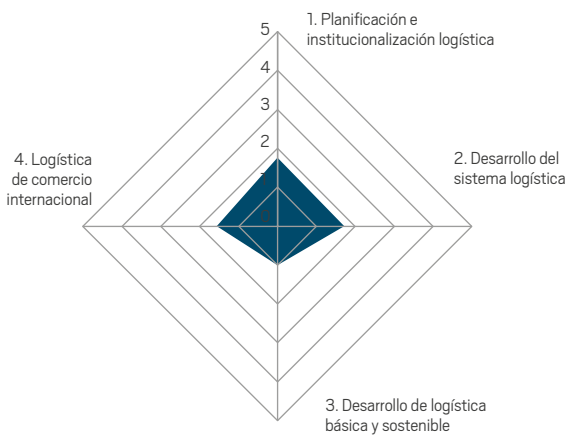 5
1. Planificación e
institucionalización logística
4
3
2
1
4. Logística
de comercio
internacional
2. Desarrollo del
sistema logística
3. Desarrollo de logística
básica y sostenible